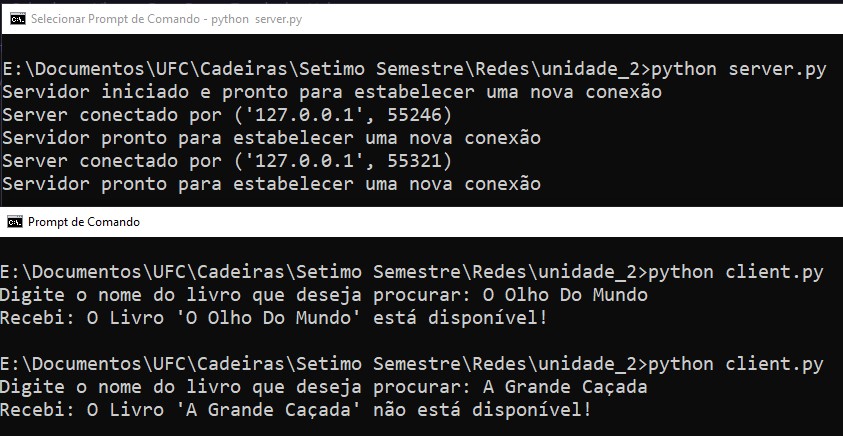 Selecionar Prompt de Comando - python server.py
E:\Documentos\UFC\Cadeiras\Setimo Semestre\Redes\unidade_2>python server.py
Servidor iniciado e pronto para estabelecer uma nova conexão
Server conectado por ('127.0.0.1', 55246)
Servidor pronto para estabelecer uma nova conexão
Server conectado por ('127.0.0.1', 55321)
Servidor pronto para estabelecer uma nova conexão
Prompt de Comando
E:\Documentos\UFC\Cadeiras\Setimo Semestre\Redes\unidade_2>python client.py
Digite o nome do livro que deseja procurar: O Olho Do Mundo
Recebi: O Livro 'O Olho Do Mundo' está disponível!
E:\Documentos\UFC\Cadeiras\Setimo Semestre\Redes\unidade_2>python client.py
Digite o nome do livro que deseja procurar: A Grande Caçada
Recebi: O Livro 'A Grande Caçada' não está disponível!